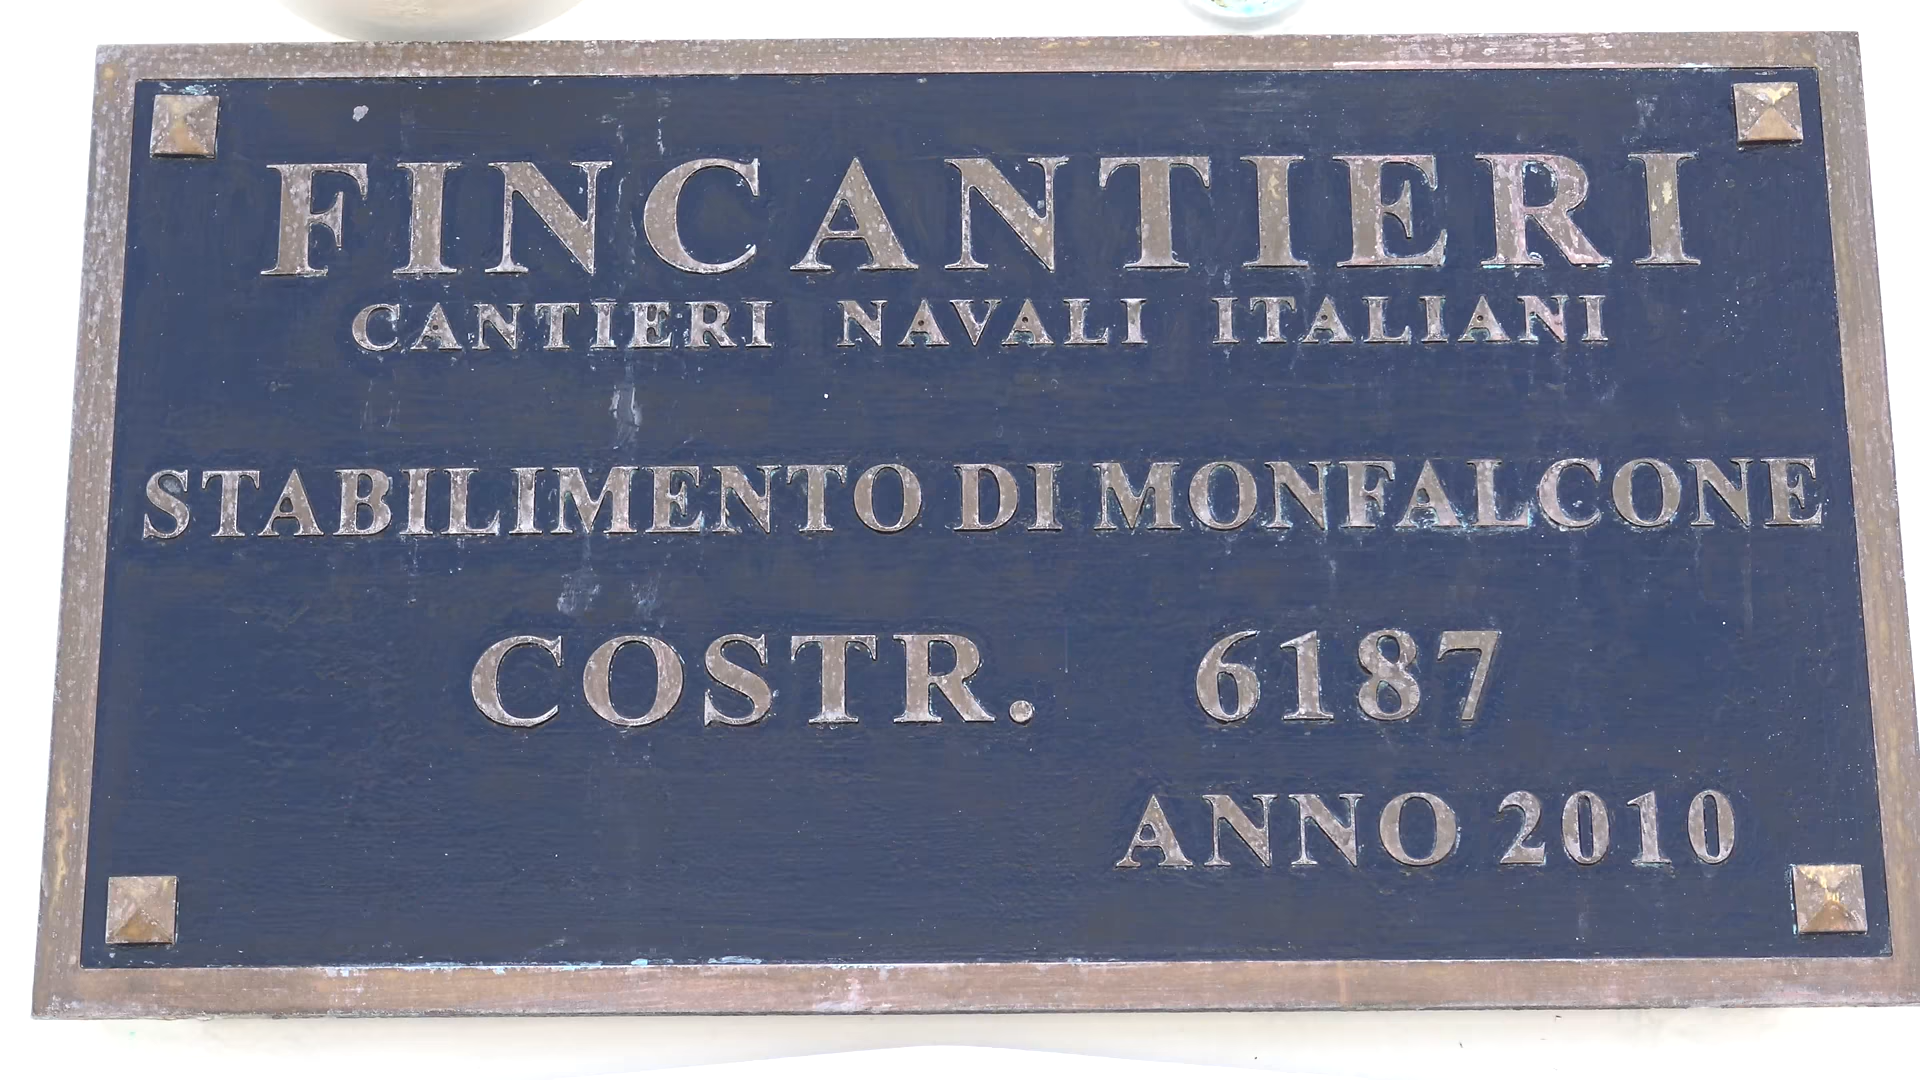 FINCANTIERI
CANTIERI NAVALI ITALIANI
STABILIMENTO DI MONFALCONE
COSTR. 6187
ANNO 2010